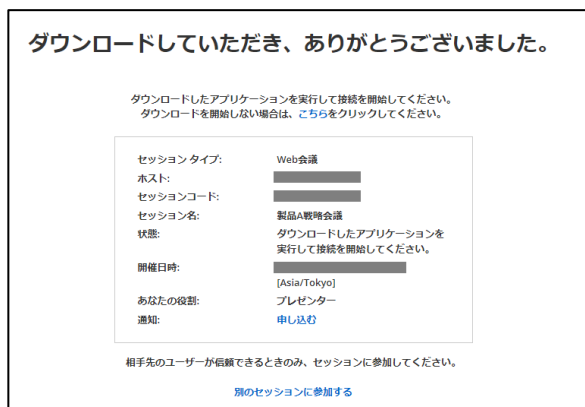 ダウンロードしていただき、ありがとうございました。
ダウンロードしたアプリケーションを実行して接続を開始してください。
ダウンロードを開始しない場合は、こちらをクリックしてください。
セッション タイプ: Web会議
ホスト:
セッションコード:
セッション名: 製品A戦略会議
状態: ダウンロードしたアプリケーションを
実行して接続を開始してください。
開催日時:
[Asia/Tokyo]
あなたの役割: プレゼンター
通知: 申し込む
相手先のユーザーが信頼できるときのみ、セッションに参加してください。
別のセッションに参加する